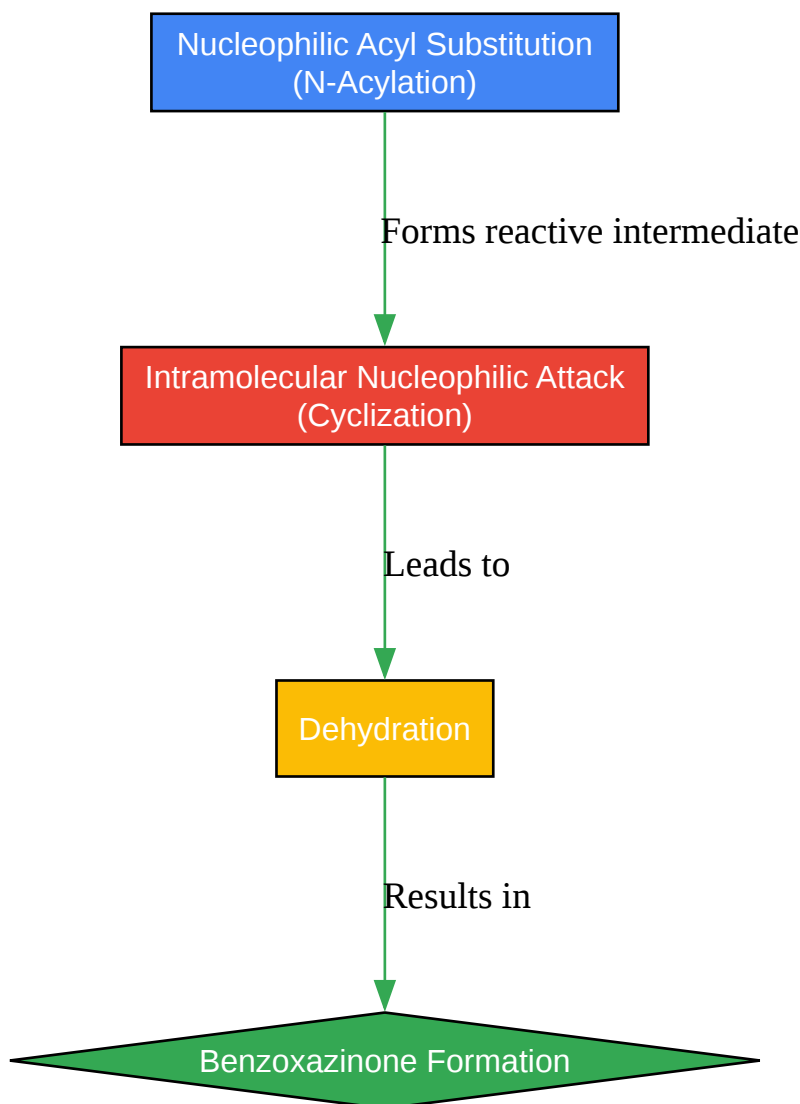 Nucleophilic Acyl Substitution
(N-Acylation)
Forms reactive intermediate
Intramolecular Nucleophilic Attack
(Cyclization)
Leads to
Dehydration
Results in
Benzoxazinone Formation